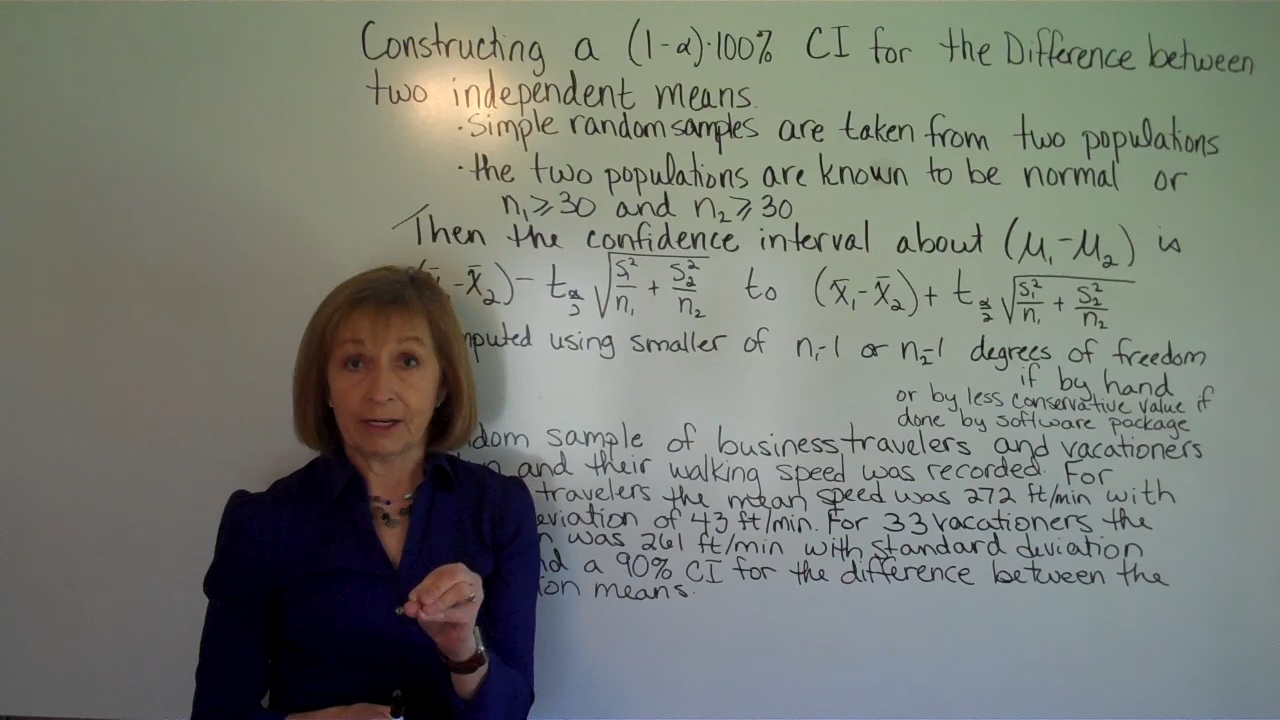 Constructing a (1-α)·100% CI for the Difference between
two independent means.
· Simple random samples are taken from two populations
· the two populations are known to be normal or
n₁⩾30 and n₂⩾30
Then the confidence interval about (μ₁-μ₂) is
-x̄₂) - t_{α/2} √(s₁²/n₁ + s₂²/n₂) to (x̄₁-x̄₂) + t_{α/2} √(s₁²/n₁ + s₂²/n₂)
mputed using smaller of n₁-1 or n₂-1 degrees of freedom
if by hand
or by less conservative value if
done by software package
dom sample of business travelers and vacationers
n and their walking speed was recorded. For
travelers the mean speed was 272 ft/min with
eviation of 43 ft/min. For 33 vacationers the
n was 261 ft/min with standard deviation
nd a 90% CI for the difference between the
ion means.